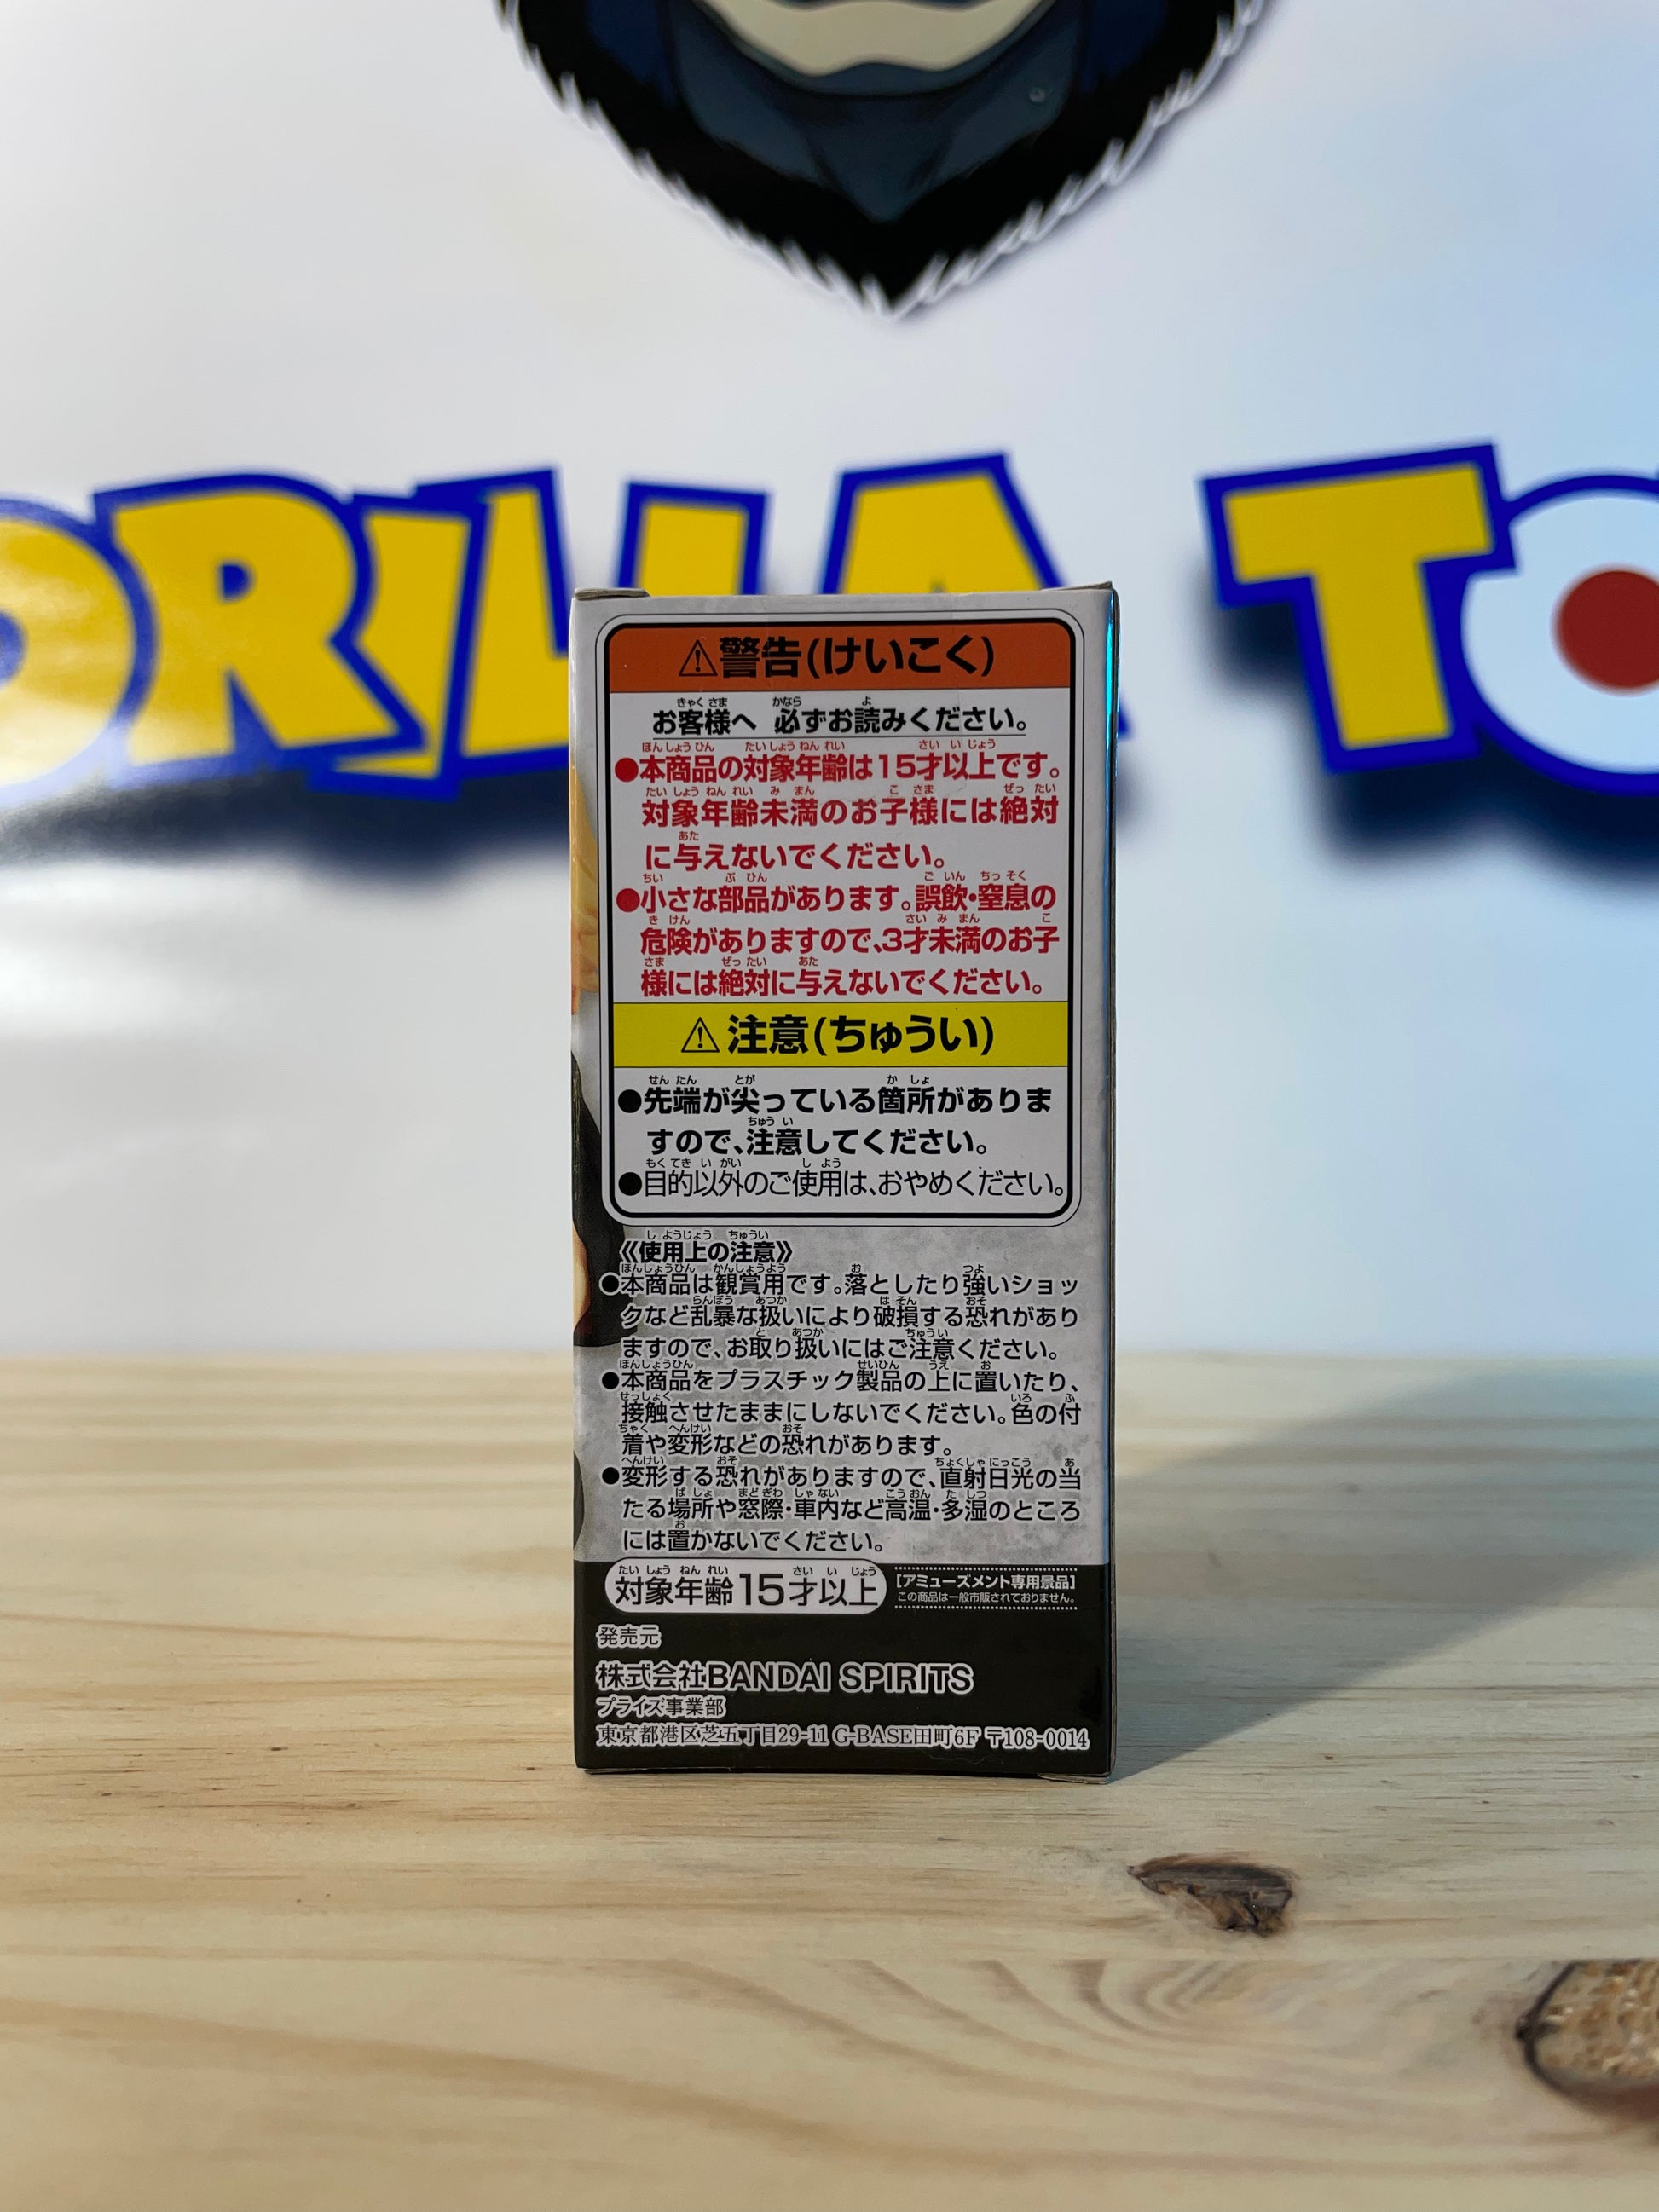 ORILLA TO
⚠警告(けいこく)
お客様へ 必ずお読みください。
●本商品の対象年齢は15才以上です。
対象年齢未満のお子様には絶対
に与えないでください。
●小さな部品があります。誤飲・窒息の
危険がありますので、3才未満のお子
様には絶対に与えないでください。
⚠注意(ちゅうい)
●先端が尖っている箇所がありま
すので、注意してください。
●目的以外のご使用は、おやめください。
《使用上の注意》
●本商品は観賞用です。落としたり強いショッ
クなど乱暴な扱いにより破損する恐れがあり
ますので、お取り扱いにはご注意ください。
●本商品をプラスチック製品の上に置いたり、
接触させたままにしないでください。色の付
着や変形などの恐れがあります。
●変形する恐れがありますので、直射日光の当
たる場所や窓際・車内など高温・多湿のところ
には置かないでください。
対象年齢15才以上
[アミューズメント専用景品]
この商品は一般市販されておりません。
発売元
株式会社BANDAI SPIRITS
プライズ事業部
東京都港区芝五丁目29-11 G-BASE田町6F 〒108-0014